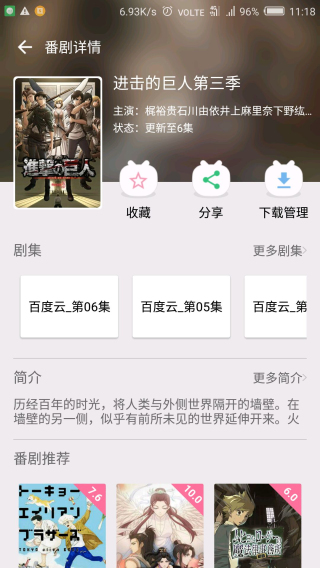 6.93K/s VOLTE 96% 11:18
番剧详情
进击的巨人第三季
主演：梶裕贵石川由依井上麻里奈下野纮...
状态：更新至6集
進撃の巨人
收藏 分享 下载管理
剧集 更多剧集
百度云_第06集 百度云_第05集 百度云_第
简介 更多简介
历经百年的时光，将人类与外侧世界隔开的墙壁。在
墙壁的另一侧，似乎有前所未见的世界延伸开来。火
番剧推荐
7.6 10.0 6.0
トーキョー
エイリアン
ブラザーズ